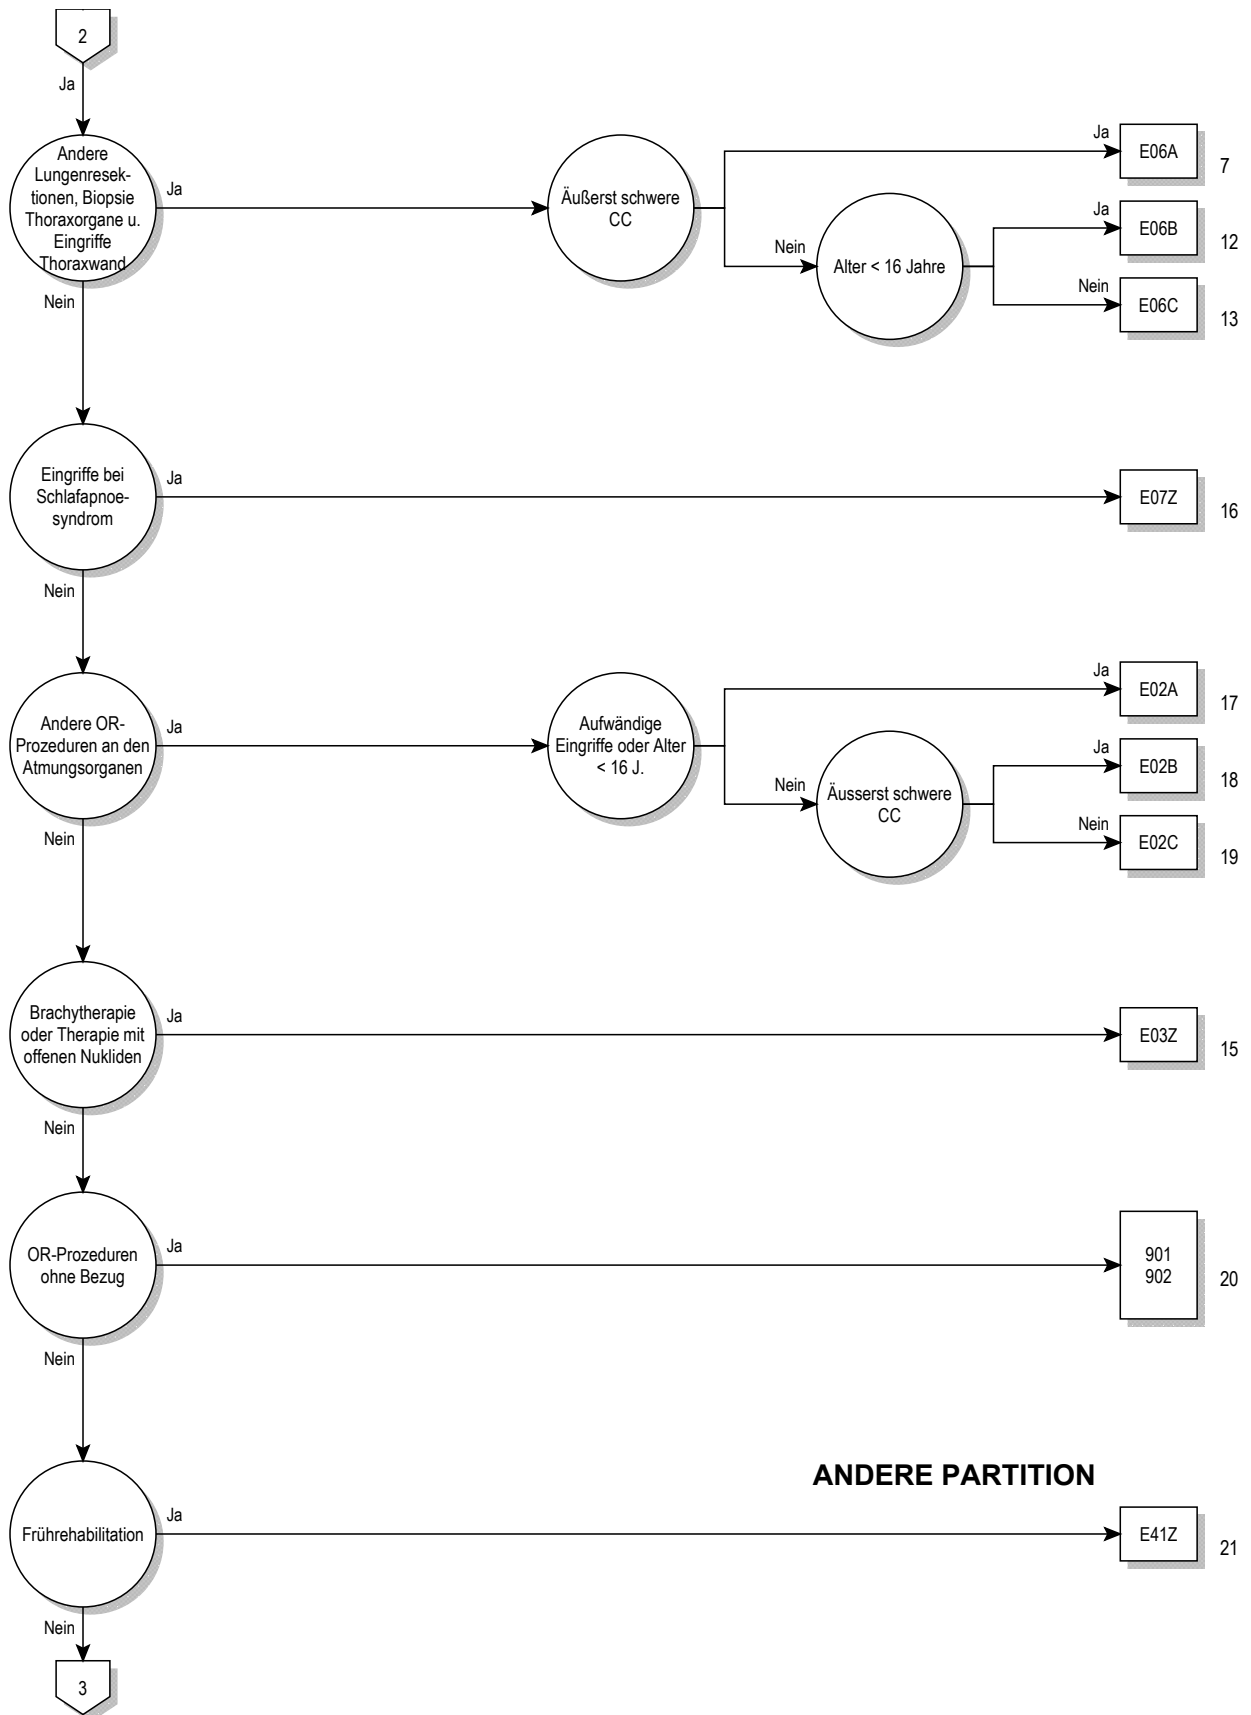 2
Ja
Andere
Lungenresek-
tionen, Biopsie
Thoraxorgane u.
Eingriffe
Thoraxwand
Ja
Äußerst schwere
CC
Ja
E06A
7
Nein
Alter < 16 Jahre
Ja
E06B
12
Nein
E06C
13
Nein
Eingriffe bei
Schlafapnoe-
syndrom
Ja
E07Z
16
Nein
Andere OR-
Prozeduren an den
Atmungsorganen
Ja
Aufwändige
Eingriffe oder Alter
< 16 J.
Ja
E02A
17
Nein
Äusserst schwere
CC
Ja
E02B
18
Nein
E02C
19
Nein
Brachytherapie
oder Therapie mit
offenen Nukliden
Ja
E03Z
15
Nein
OR-Prozeduren
ohne Bezug
Ja
901
902
20
Nein
ANDERE PARTITION
Frührehabilitation
Ja
E41Z
21
Nein
3